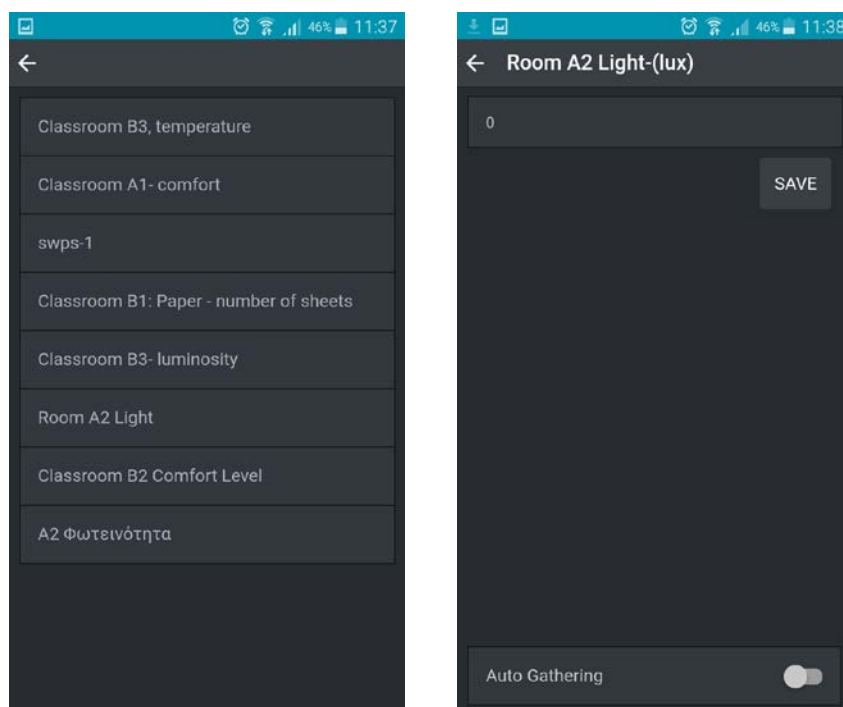 46% 11:37
Classroom B3, temperature
Classroom A1- comfort
swps-1
Classroom B1: Paper - number of sheets
Classroom B3- luminosity
Room A2 Light
Classroom B2 Comfort Level
A2 Φωτεινότητα
46% 11:38
Room A2 Light-(lux)
0
SAVE
Auto Gathering